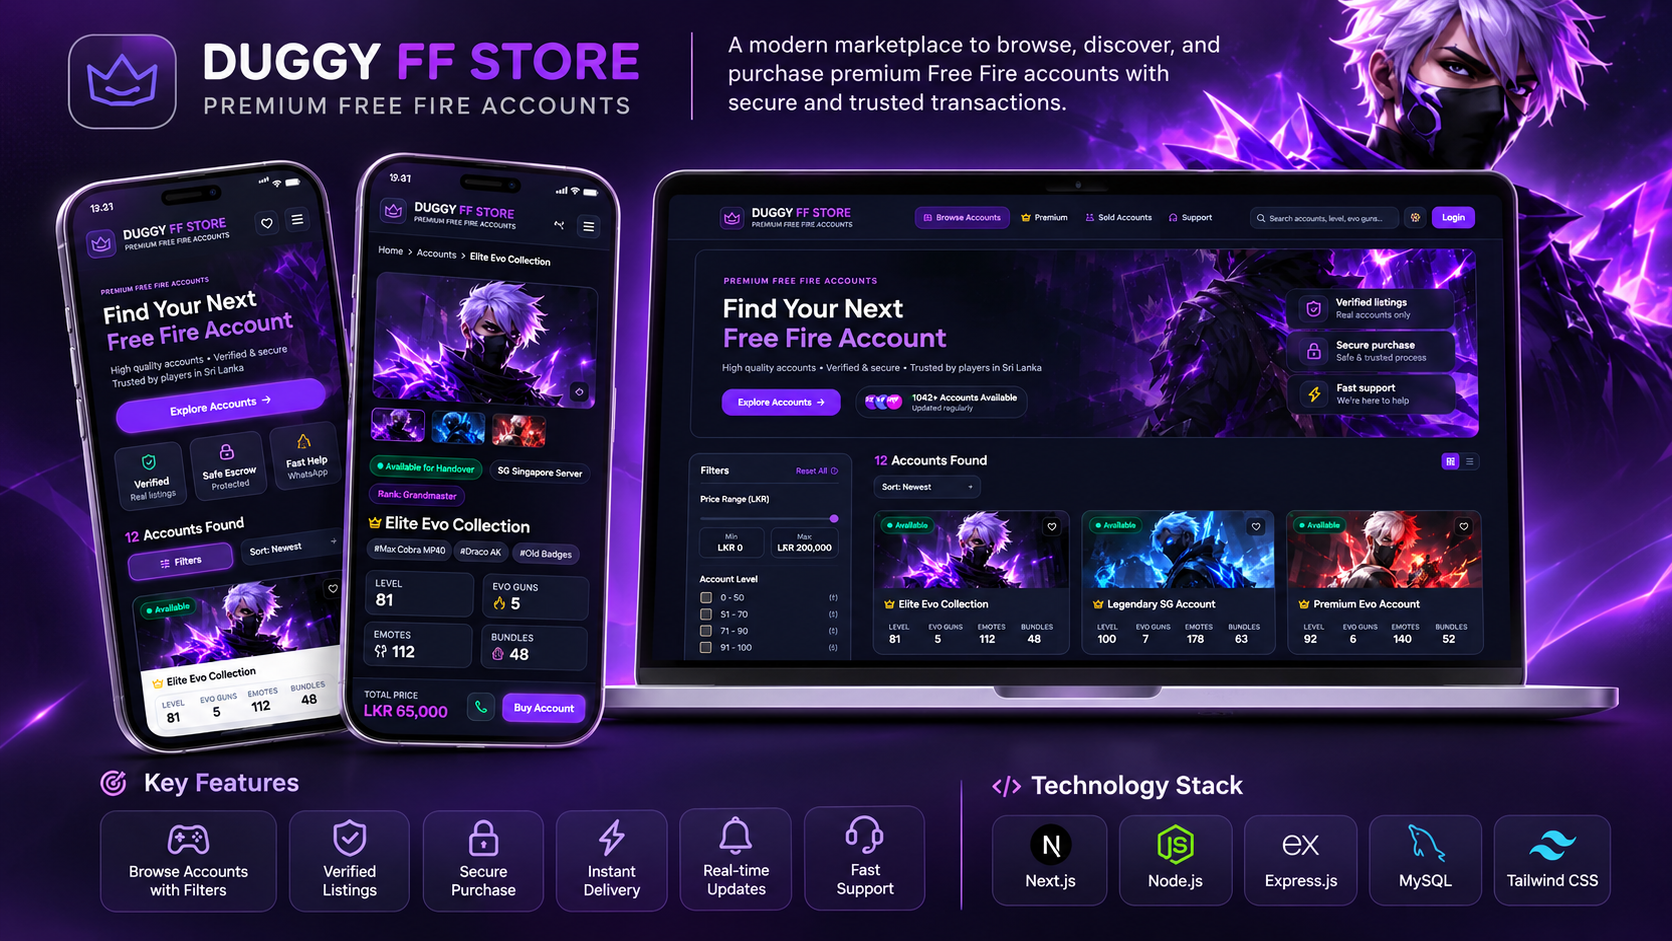 DUGGY FF STORE
PREMIUM FREE FIRE ACCOUNTS
A modern marketplace to browse, discover, and
purchase premium Free Fire accounts with
secure and trusted transactions.
19:21
DUGGY FF STORE
PREMIUM FREE FIRE ACCOUNTS
PREMIUM FREE FIRE ACCOUNTS
Find Your Next
Free Fire Account
High quality accounts • Verified & secure
Trusted by players in Sri Lanka
Explore Accounts →
Verified
Real listings
Safe Escrow
Protected
Fast Help
WhatsApp
12 Accounts Found
Filters
Sort: Newest
Available
Elite Evo Collection
LEVEL
81
EVO GUNS
5
EMOTES
112
BUNDLES
48
19:31
DUGGY FF STORE
PREMIUM FREE FIRE ACCOUNTS
Home > Accounts > Elite Evo Collection
Available for Handover
SG Singapore Server
Rank: Grandmaster
Elite Evo Collection
#Max Cobra MP40
#Draco AK
#Old Badges
LEVEL
81
EVO GUNS
5
EMOTES
112
BUNDLES
48
TOTAL PRICE
LKR 65,000
Buy Account
DUGGY FF STORE
PREMIUM FREE FIRE ACCOUNTS
Browse Accounts
Premium
Sold Accounts
Support
Search accounts, level, evo guns...
Login
PREMIUM FREE FIRE ACCOUNTS
Find Your Next
Free Fire Account
High quality accounts • Verified & secure • Trusted by players in Sri Lanka
Explore Accounts →
1042+ Accounts Available
Updated regularly
Verified listings
Real accounts only
Secure purchase
Safe & trusted process
Fast support
We're here to help
Filters
Reset All
Price Range (LKR)
Min
LKR 0
Max
LKR 200,000
Account Level
0 - 50
51 - 70
71 - 90
91 - 100
12 Accounts Found
Sort: Newest
Available
Elite Evo Collection
LEVEL EVO GUNS EMOTES BUNDLES
81 5 112 48
Available
Legendary SG Account
LEVEL EVO GUNS EMOTES BUNDLES
100 7 178 63
Available
Premium Evo Account
LEVEL EVO GUNS EMOTES BUNDLES
92 6 140 52
Key Features
Browse Accounts
with Filters
Verified
Listings
Secure
Purchase
Instant
Delivery
Real-time
Updates
Fast
Support
</> Technology Stack
N
Next.js
JS
Node.js
ex
Express.js
MySQL
Tailwind CSS